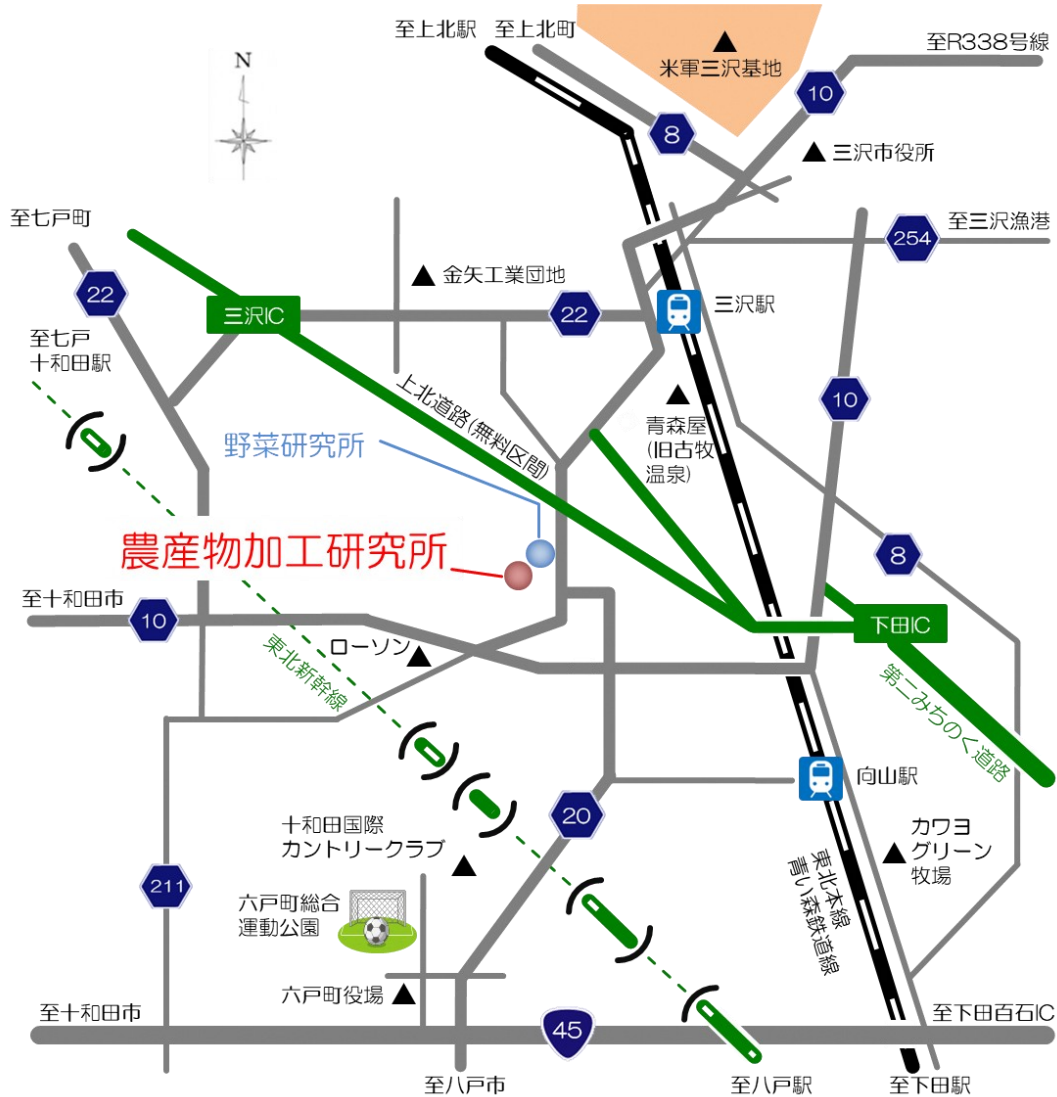 至上北駅
至上北町
米軍三沢基地
至R338号線
N
10
8
三沢市役所
至七戸町
254
至三沢漁港
22
金矢工業団地
三沢IC
22
三沢駅
至七戸
十和田駅
上北道路(無料区間)
10
青森屋
(旧古牧
温泉)
野菜研究所
農産物加工研究所
8
至十和田市
10
下田IC
ローソン
東北新幹線
第二みちのく道路
向山駅
20
十和田国際
カントリークラブ
カワヨ
グリーン
牧場
211
六戸町総合
運動公園
東北本線
青い森鉄道線
六戸町役場
至十和田市
45
至下田百石IC
至八戸市
至八戸駅
至下田駅